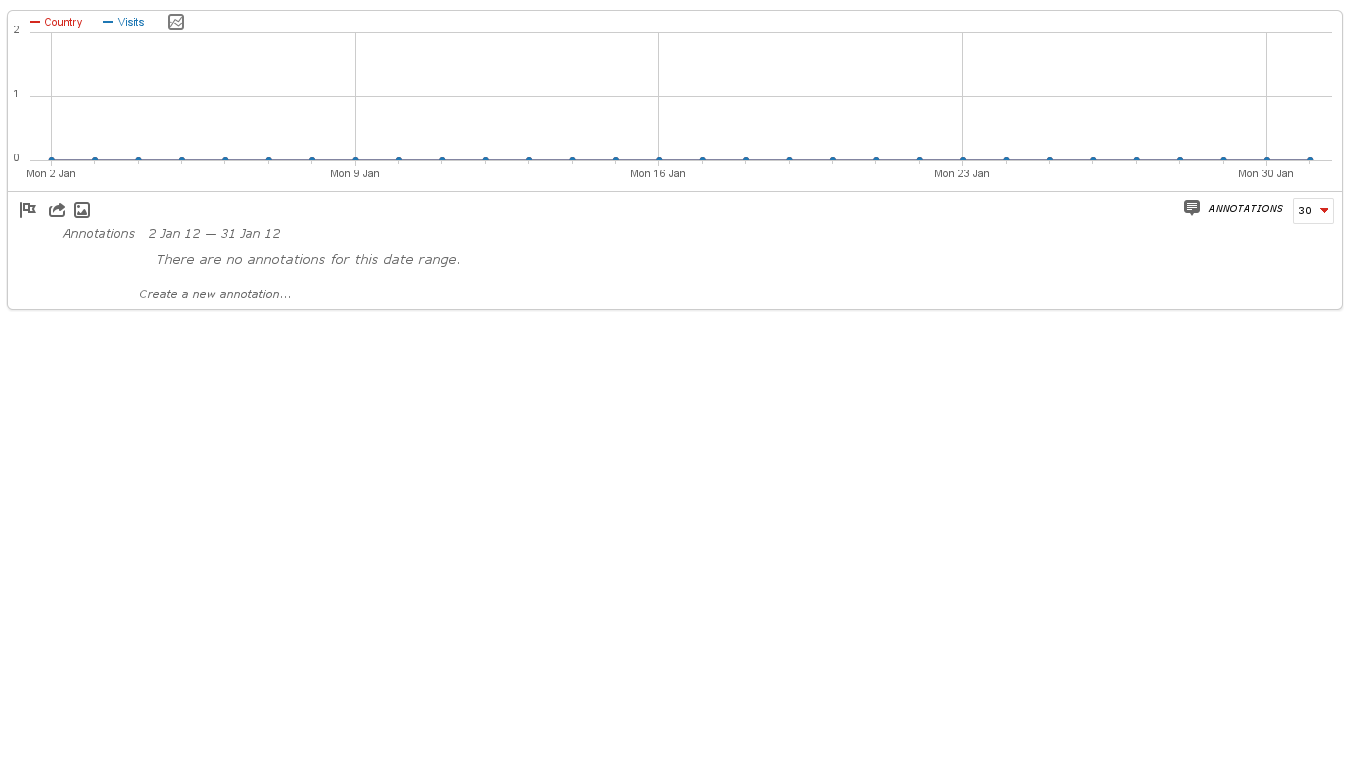 Country Visits
2
1
0
Mon 2 Jan Mon 9 Jan Mon 16 Jan Mon 23 Jan Mon 30 Jan
ANNOTATIONS 30
Annotations 2 Jan 12 — 31 Jan 12
There are no annotations for this date range.
Create a new annotation...